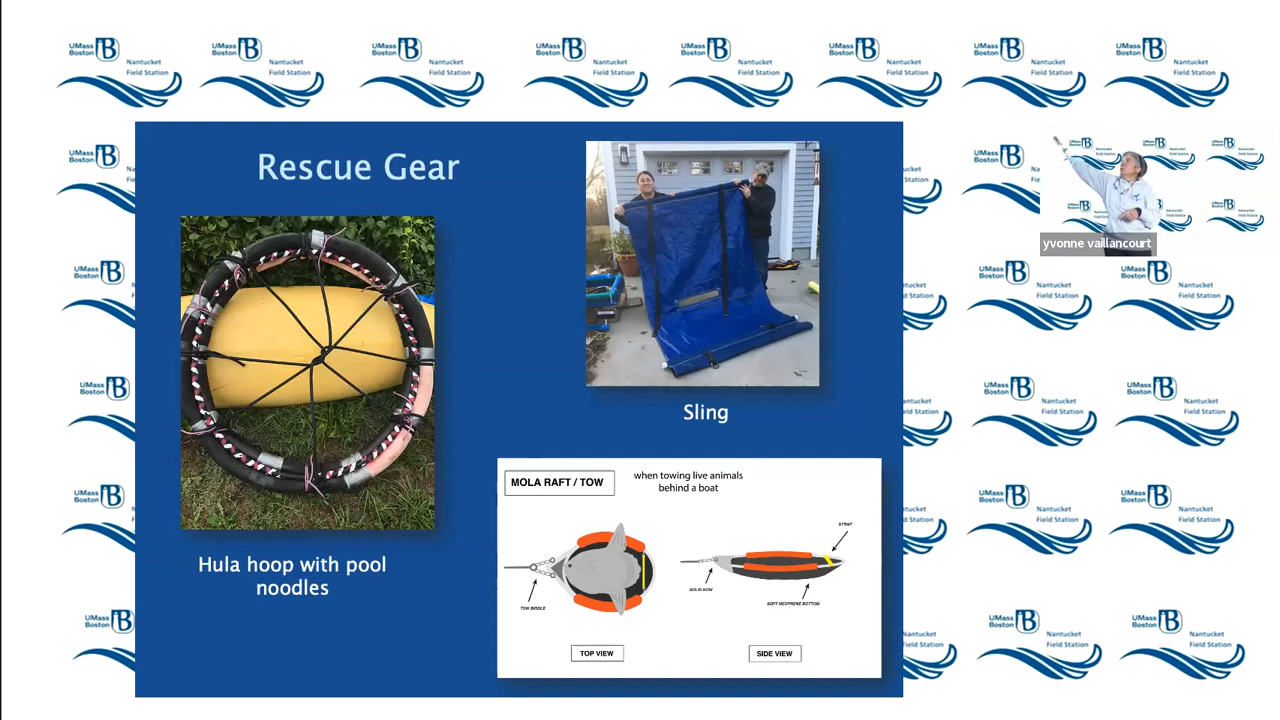 Rescue Gear
Sling
Hula hoop with pool
noodles
MOLA RAFT / TOW
when towing live animals
behind a boat
STRAP
TOW BRIDLE
SOLID BOW
SOFT NEOPRENE BOTTOM
TOP VIEW
SIDE VIEW
yvonne vaillancourt
UMass
Boston
Nantucket
Field Station